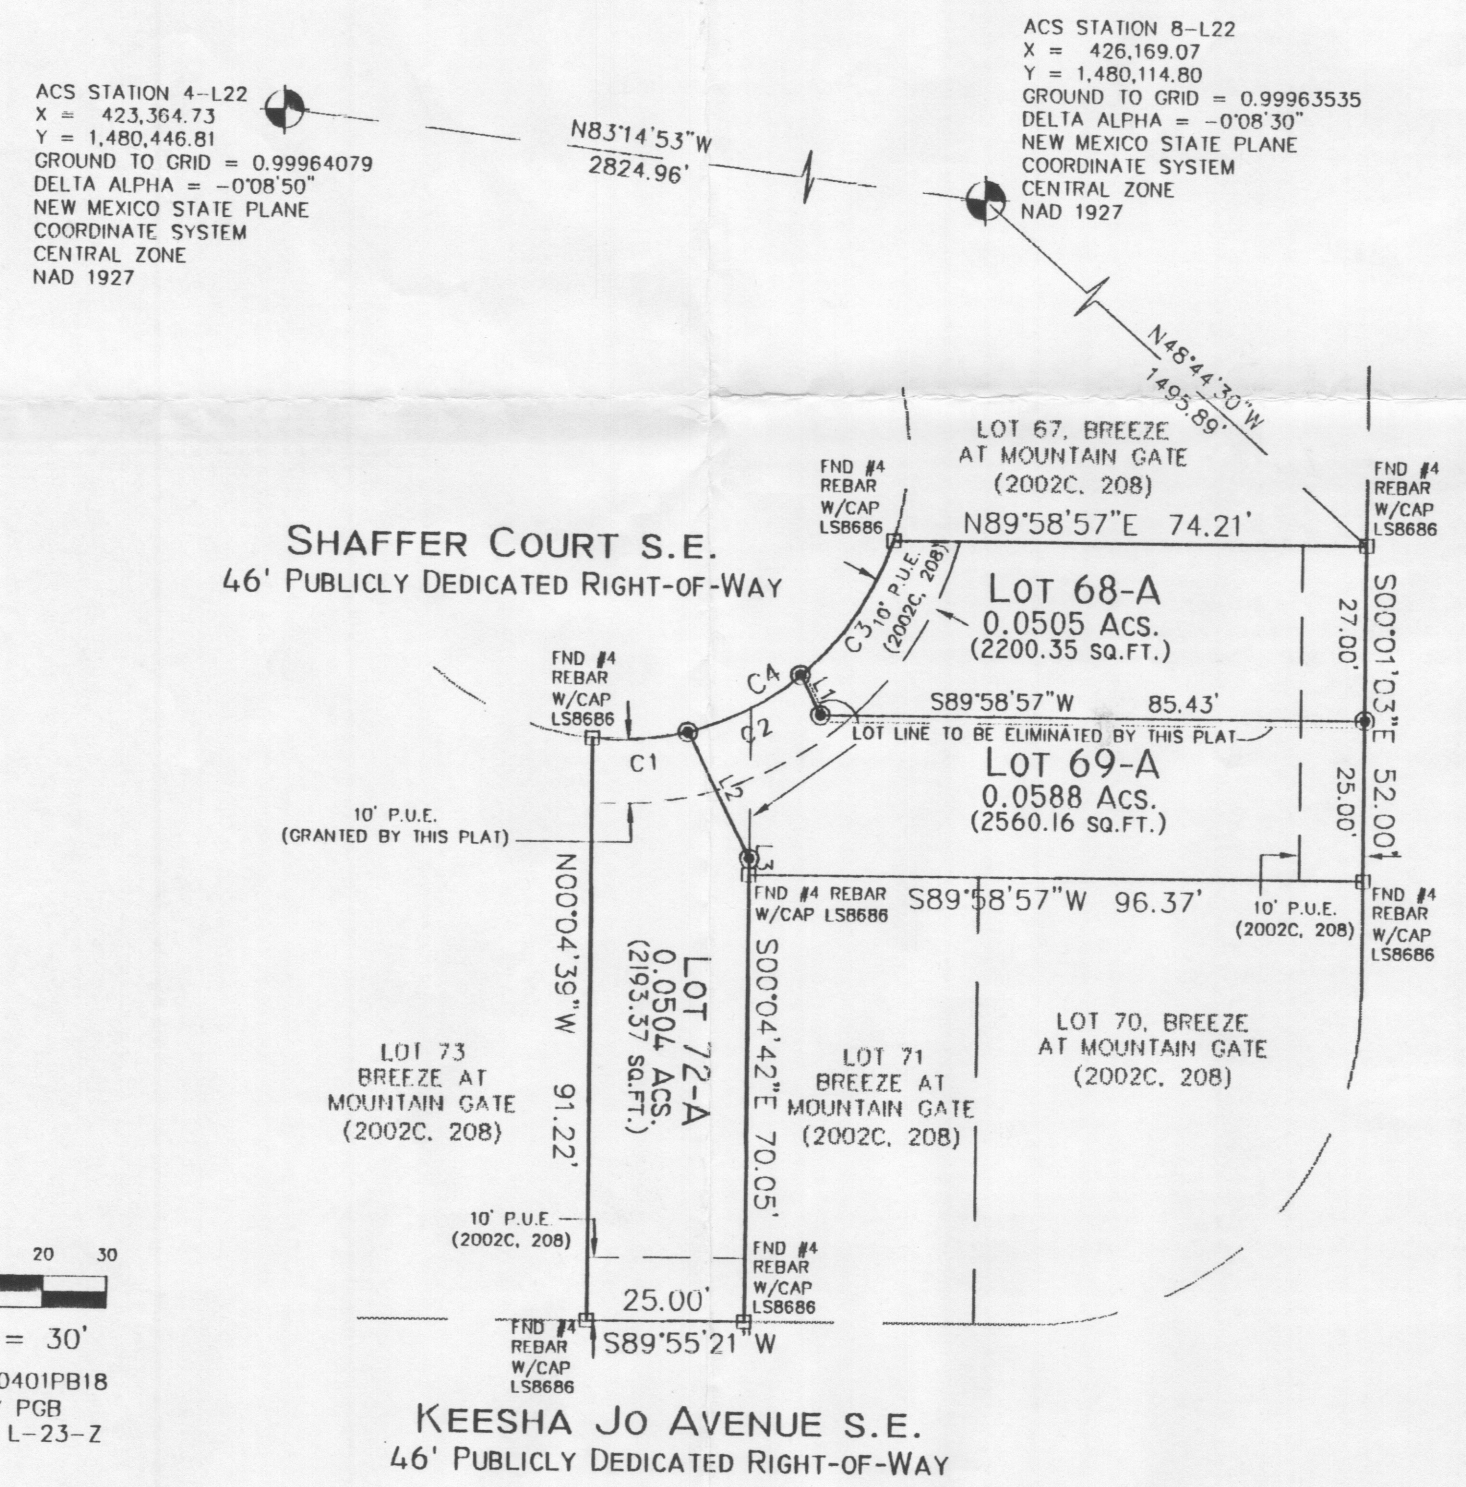 ACS STATION 8-L22
X = 426,169.07
Y = 1,480,114.80
GROUND TO GRID = 0.99963535
DELTA ALPHA = -0°08'30"
NEW MEXICO STATE PLANE
COORDINATE SYSTEM
CENTRAL ZONE
NAD 1927
ACS STATION 4-L22
X = 423,364.73
Y = 1,480,446.81
GROUND TO GRID = 0.99964079
DELTA ALPHA = -0°08'50"
NEW MEXICO STATE PLANE
COORDINATE SYSTEM
CENTRAL ZONE
NAD 1927
N83°14'53"W
2824.96'
N48°44'30"W
1495.89'
LOT 67, BREEZE
AT MOUNTAIN GATE
(2002C, 208)
FND #4
REBAR
W/CAP
LS8686
FND #4
REBAR
W/CAP
LS8686
N89°58'57"E 74.21'
SHAFFER COURT S.E.
46' PUBLICLY DEDICATED RIGHT-OF-WAY
10' P.U.E.
(2002C, 208)
C3
LOT 68-A
0.0505 ACS.
(2200.35 SQ.FT.)
27.00'
S00°01'03"E 52.00'
FND #4
REBAR
W/CAP
LS8686
C4
L1
S89°58'57"W 85.43'
C2
LOT LINE TO BE ELIMINATED BY THIS PLAT
C1
L2
LOT 69-A
0.0588 ACS.
(2560.16 SQ.FT.)
25.00'
10' P.U.E.
(GRANTED BY THIS PLAT)
L3
FND #4 REBAR
W/CAP LS8686
S89°58'57"W 96.37'
10' P.U.E.
(2002C, 208)
FND #4
REBAR
W/CAP
LS8686
N00°04'39"W 91.22'
LOT 72-A
0.0504 ACS.
(2193.37 SQ.FT.)
S00°04'42"E 70.05'
LOT 73
BREEZE AT
MOUNTAIN GATE
(2002C, 208)
LOT 71
BREEZE AT
MOUNTAIN GATE
(2002C, 208)
LOT 70, BREEZE
AT MOUNTAIN GATE
(2002C, 208)
10' P.U.E.
(2002C, 208)
FND #4
REBAR
W/CAP
LS8686
25.00'
S89°55'21"W
FND #4
REBAR
W/CAP
LS8686
20 30
= 30'
0401PB18
PGB
L-23-Z
KEESHA JO AVENUE S.E.
46' PUBLICLY DEDICATED RIGHT-OF-WAY